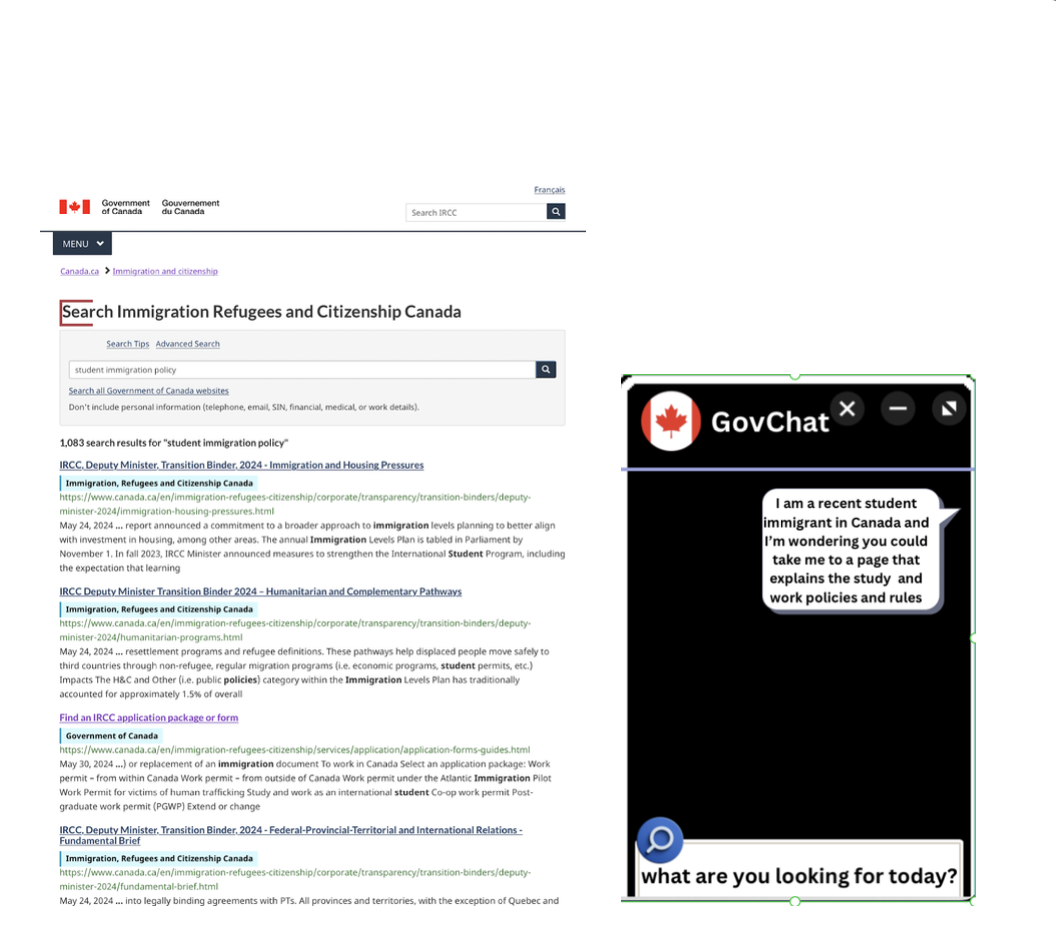 Français
Government
of Canada
Gouvernement
du Canada
Search IRCC
MENU
Canada.ca
Immigration and citizenship
Search Immigration Refugees and Citizenship Canada
Search Tips Advanced Search
student immigration policy
Search all Government of Canada websites
Don't include personal information (telephone, email, SIN, financial, medical, or work details).
1,083 search results for "student immigration policy"
IRCC, Deputy Minister, Transition Binder, 2024 - Immigration and Housing Pressures
Immigration, Refugees and Citizenship Canada
https://www.canada.ca/en/immigration-refugees-citizenship/corporate/transparency/transition-binders/deputy-
minister-2024/immigration-housing-pressures.html
May 24, 2024 ... report announced a commitment to a broader approach to immigration levels planning to better align
with investment in housing, among other areas. The annual Immigration Levels Plan is tabled in Parliament by
November 1. In fall 2023, IRCC Minister announced measures to strengthen the International Student Program, including
the expectation that learning
IRCC Deputy Minister Transition Binder 2024 – Humanitarian and Complementary Pathways
Immigration, Refugees and Citizenship Canada
https://www.canada.ca/en/immigration-refugees-citizenship/corporate/transparency/transition-binders/deputy-
minister-2024/humanitarian-programs.html
May 24, 2024 ... resettlement programs and refugee definitions. These pathways help displaced people move safely to
third countries through non-refugee, regular migration programs (i.e. economic programs, student permits, etc.)
Impacts The H&C and Other (i.e. public policies) category within the Immigration Levels Plan has traditionally
accounted for approximately 1.5% of overall
Find an IRCC application package or form
Government of Canada
https://www.canada.ca/en/immigration-refugees-citizenship/services/application/application-forms-guides.html
May 30, 2024 ...) or replacement of an immigration document To work in Canada Select an application package: Work
permit – from within Canada Work permit – from outside of Canada Work permit under the Atlantic Immigration Pilot
Work Permit for victims of human trafficking Study and work as an international student Co-op work permit Post-
graduate work permit (PGWP) Extend or change
IRCC, Deputy Minister, Transition Binder, 2024 - Federal-Provincial-Territorial and International Relations -
Fundamental Brief
Immigration, Refugees and Citizenship Canada
https://www.canada.ca/en/immigration-refugees-citizenship/corporate/transparency/transition-binders/deputy-
minister-2024/fundamental-brief.html
May 24, 2024 ... into legally binding agreements with PTs. All provinces and territories, with the exception of Quebec and
GovChat
I am a recent student
immigrant in Canada and
I'm wondering you could
take me to a page that
explains the study and
work policies and rules
what are you looking for today?